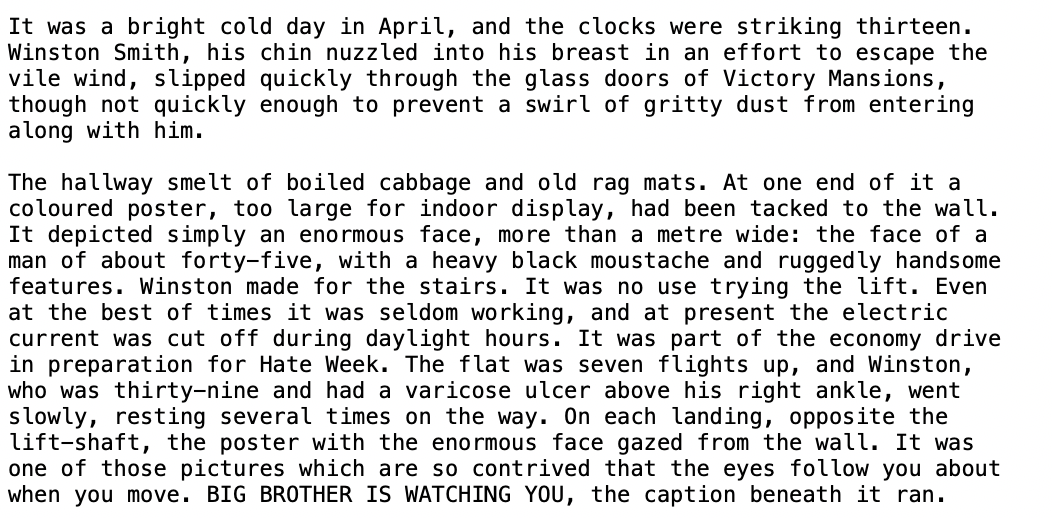 It was a bright cold day in April, and the clocks were striking thirteen.
Winston Smith, his chin nuzzled into his breast in an effort to escape the
vile wind, slipped quickly through the glass doors of Victory Mansions,
though not quickly enough to prevent a swirl of gritty dust from entering
along with him.

The hallway smelt of boiled cabbage and old rag mats. At one end of it a
coloured poster, too large for indoor display, had been tacked to the wall.
It depicted simply an enormous face, more than a metre wide: the face of a
man of about forty-five, with a heavy black moustache and ruggedly handsome
features. Winston made for the stairs. It was no use trying the lift. Even
at the best of times it was seldom working, and at present the electric
current was cut off during daylight hours. It was part of the economy drive
in preparation for Hate Week. The flat was seven flights up, and Winston,
who was thirty-nine and had a varicose ulcer above his right ankle, went
slowly, resting several times on the way. On each landing, opposite the
lift-shaft, the poster with the enormous face gazed from the wall. It was
one of those pictures which are so contrived that the eyes follow you about
when you move. BIG BROTHER IS WATCHING YOU, the caption beneath it ran.